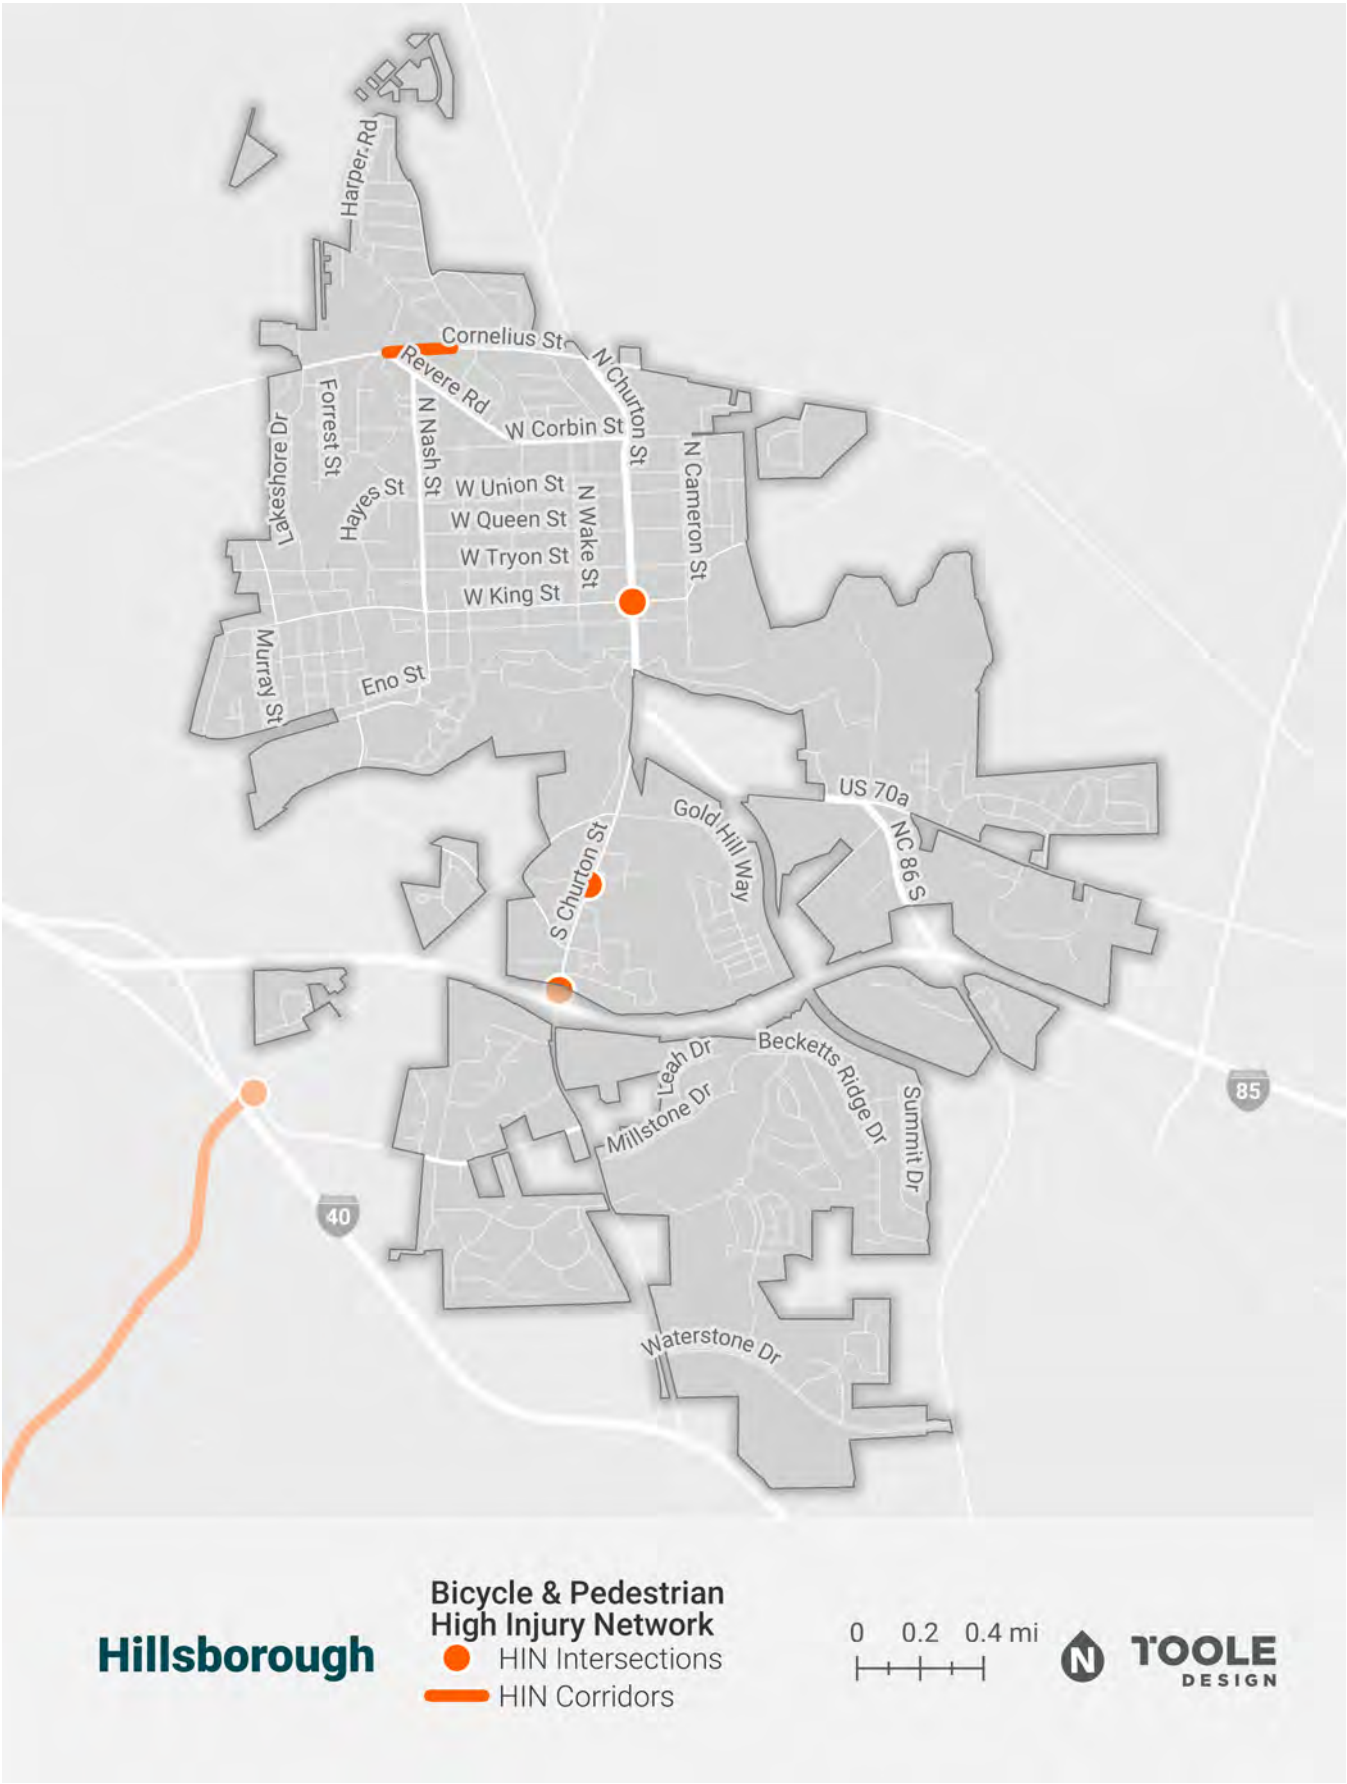 Harper Rd
Cornelius St
N Churton St
Revere Rd
Forrest St
N Nash St
W Corbin St
Lakeshore Dr
Hayes St
W Union St
N Wake St
N Cameron St
W Queen St
W Tryon St
W King St
Murray St
Eno St
US 70a
Gold Hill Way
NC 86 S
S Churton St
Leah Dr
Becketts Ridge Dr
Millstone Dr
Summit Dr
85
40
Waterstone Dr
Hillsborough
Bicycle & Pedestrian
High Injury Network
HIN Intersections
HIN Corridors
0 0.2 0.4 mi
N
TOOLE
DESIGN